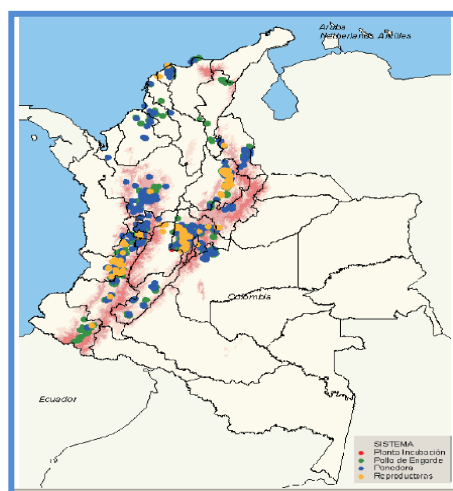 Aruba
Netherlands Antilles
Colombia
Ecuador
SISTEMA
Planta Incubación
Pollo de Engorde
Ponedora
Reproductoras